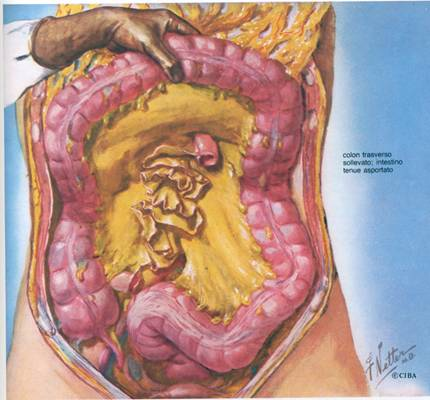 colon trasverso
sollevato; intestino
tenue asportato
F Netter
M.D.
© CIBA